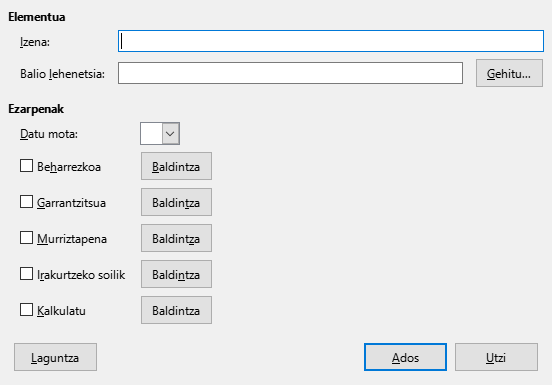 Elementua
Izena:
Balio lehenetsia:
Gehitu...
Ezarpenak
Datu mota:
Beharrezkoa Baldintza
Garrantzitsua Baldintza
Murriztapena Baldintza
Irakurtzeko soilik Baldintza
Kalkulatu Baldintza
Laguntza Ados Utzi